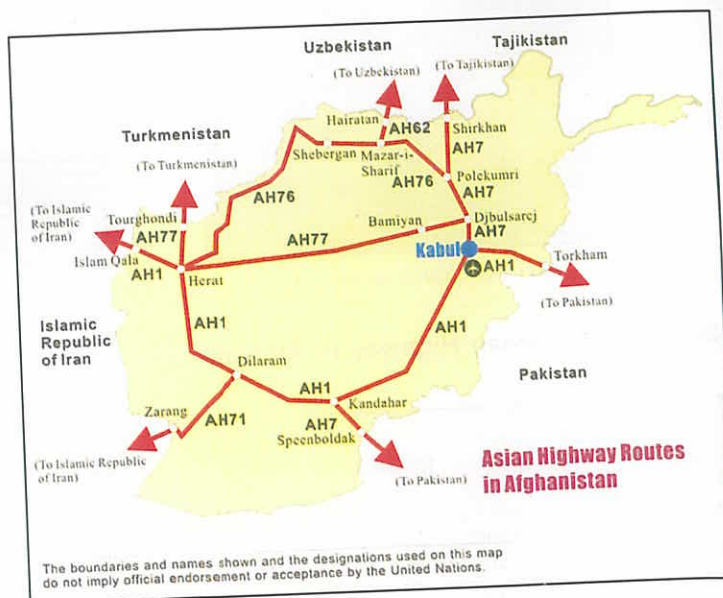 Uzbekistan
Tajikistan
(To Uzbekistan)
(To Tajikistan)
Hairatan
Shirkhan
Turkmenistan
AH62
AH7
Shebergan
Mazar-i-
Sharif
(To Turkmenistan)
AH76
Polekumri
AH76
AH7
(To Islamic
Republic
of Iran)
Tourghondi
Bamiyan
Djbulsarej
AH77
AH77
AH7
Kabul
Islam Qala
AH1
Herat
AH1
Torkham
(To Pakistan)
Islamic
Republic
of Iran
AH1
AH1
Dilaram
Pakistan
AH1
Kandahar
Zarang
AH71
AH7
Speenboldak
(To Islamic Republic
of Iran)
(To Pakistan)
Asian Highway Routes
in Afghanistan
The boundaries and names shown and the designations used on this map
do not imply official endorsement or acceptance by the United Nations.